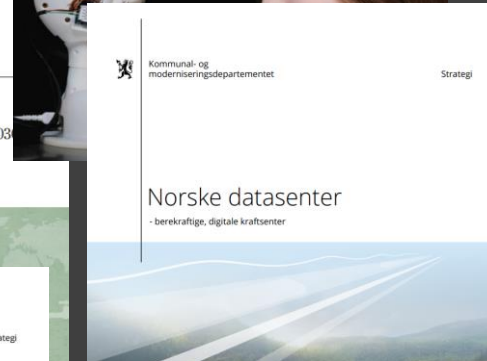 Kommunal- og
moderniseringsdepartementet
Strategi
Norske datasenter
- berekraftige, digitale kraftsenter